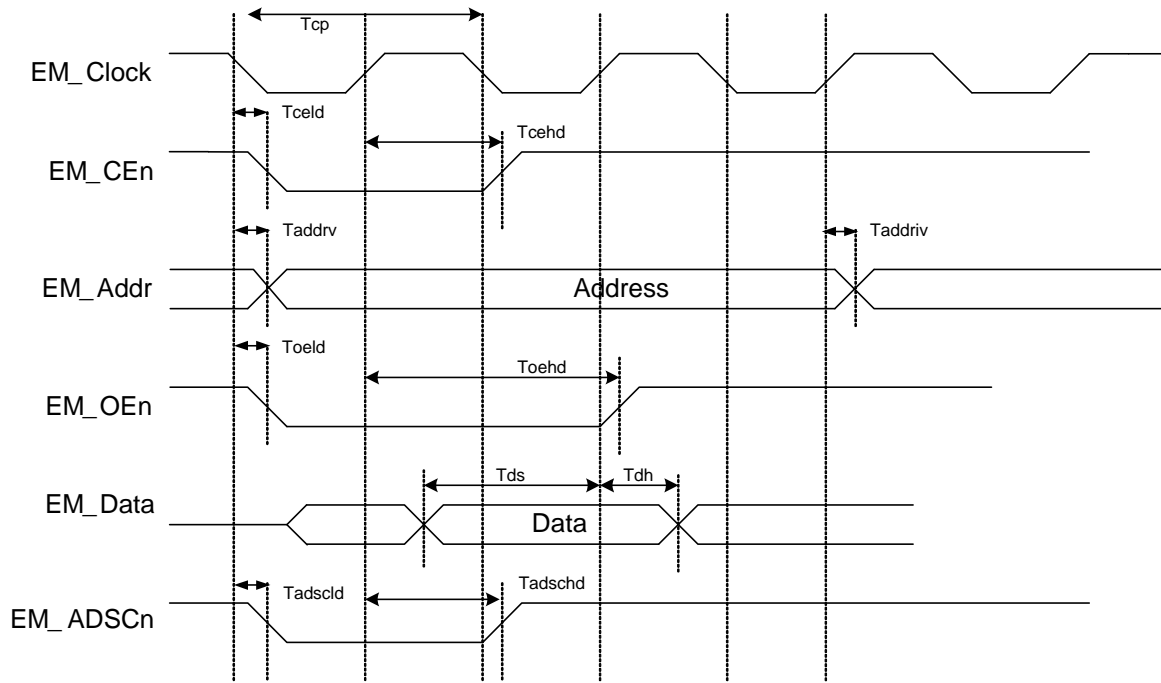 Tcp
EM_Clock
Tceld
Tcehd
EM_CEn
Taddrv
Taddriv
EM_Addr
Address
Toeld
Toehd
EM_OEn
Tds
Tdh
EM_Data
Data
Tadscld
Tadschd
EM_ADSCn